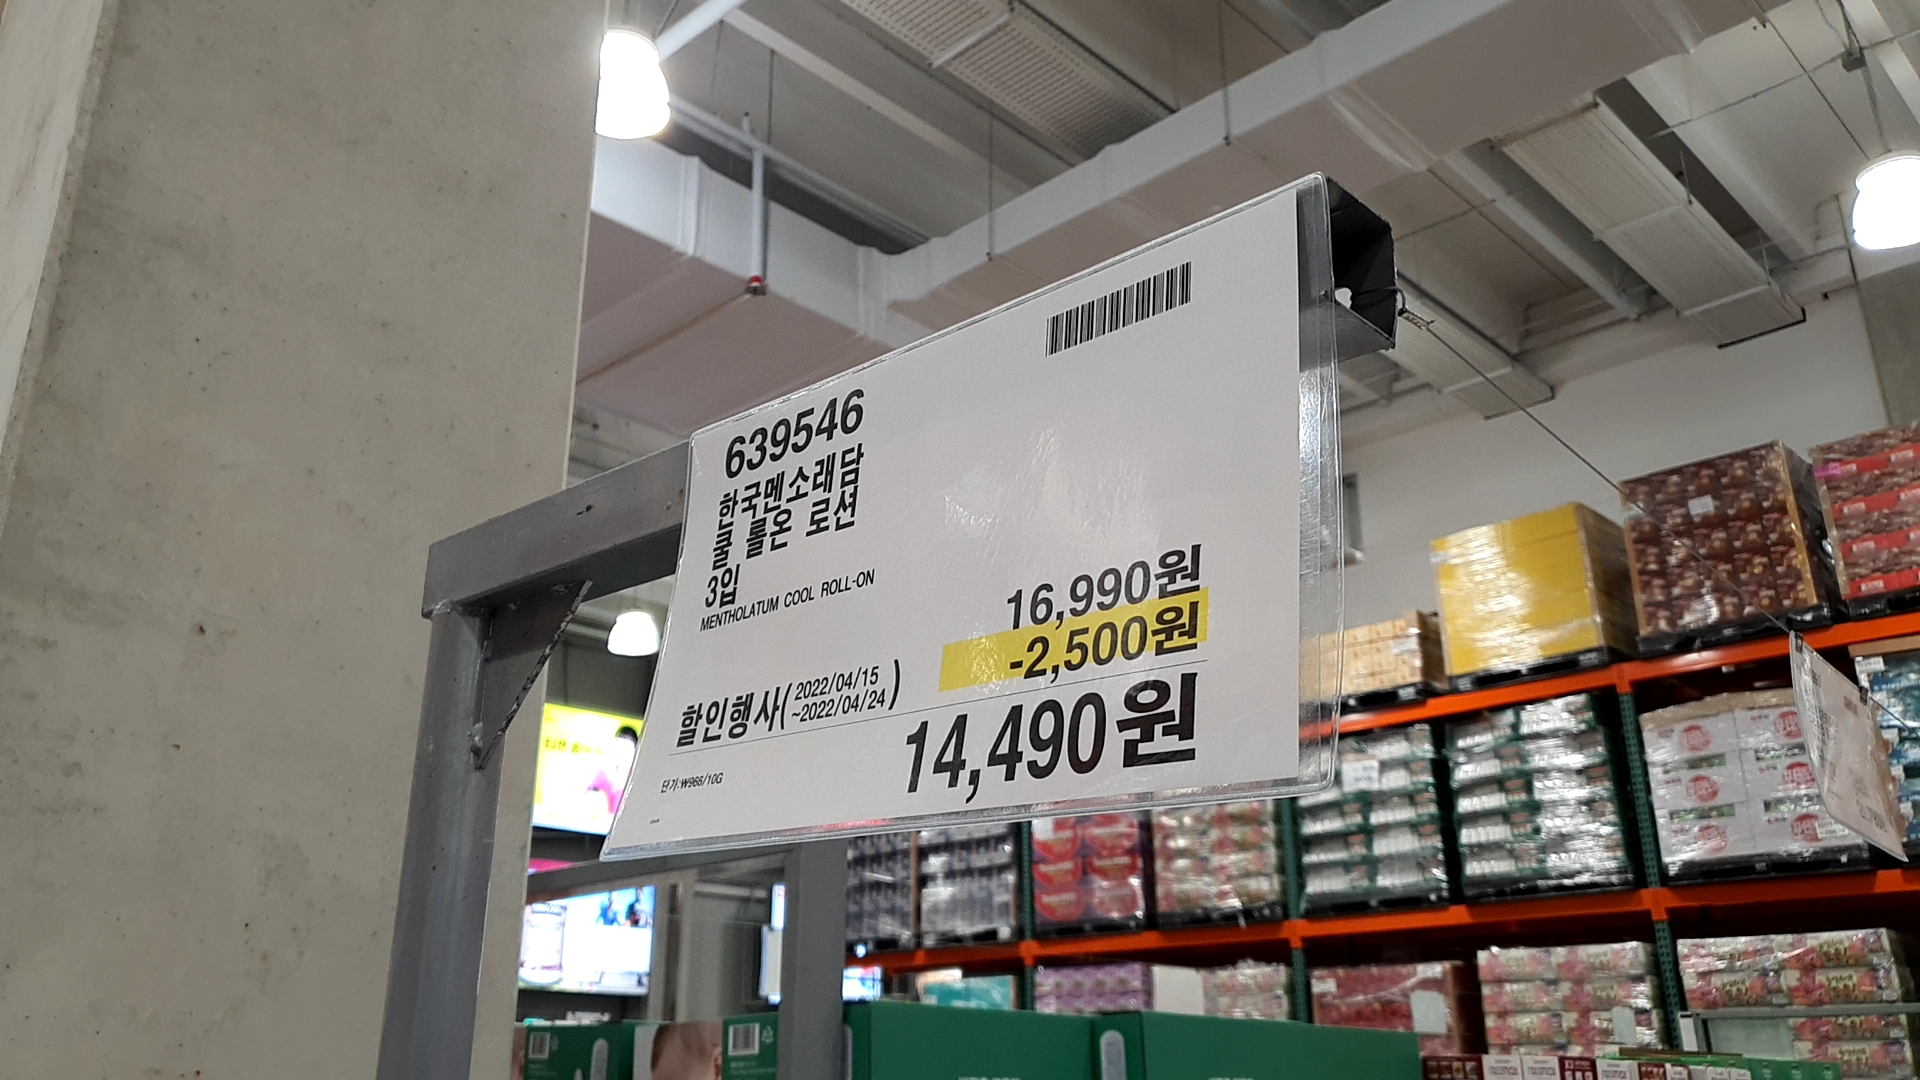 639546
한국멘소래담
쿨 롤온 로션
3입
MENTHOLATUM COOL ROLL-ON
16,990원
-2,500원
할인행사(2022/04/15
~2022/04/24)
14,490원
단가:₩966/10G